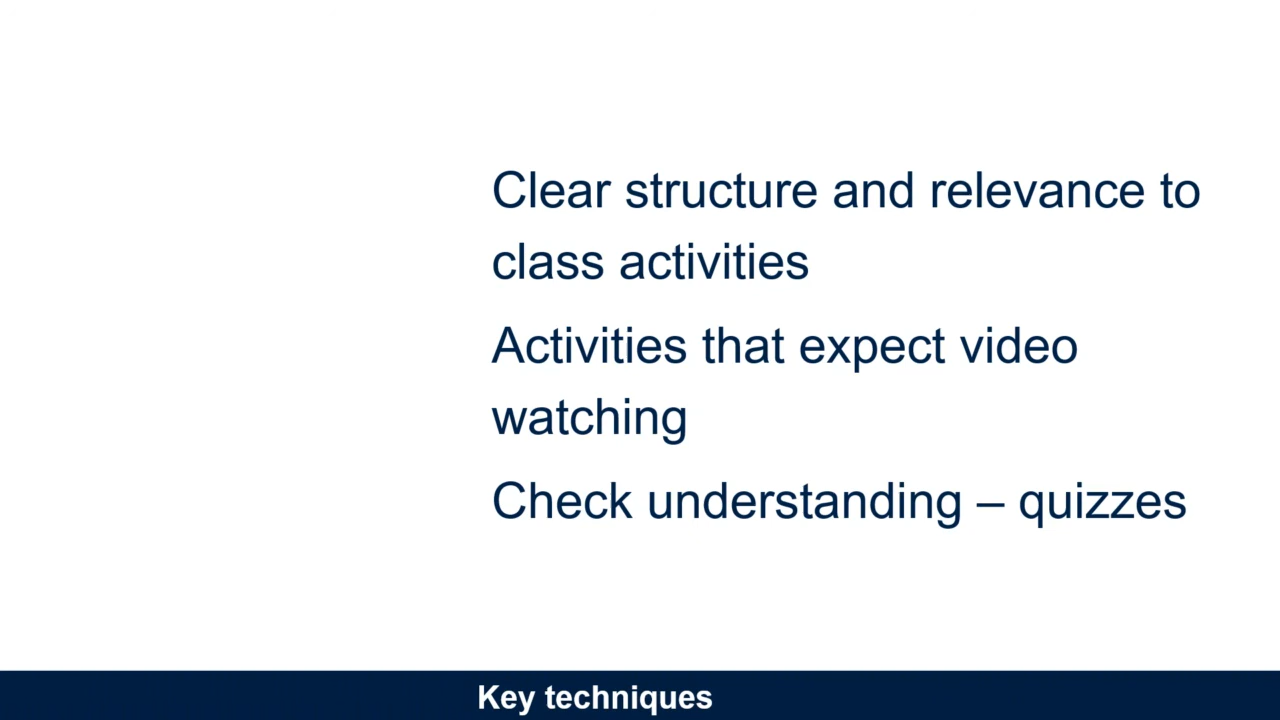 Clear structure and relevance to
class activities
Activities that expect video
watching
Check understanding – quizzes
Key techniques